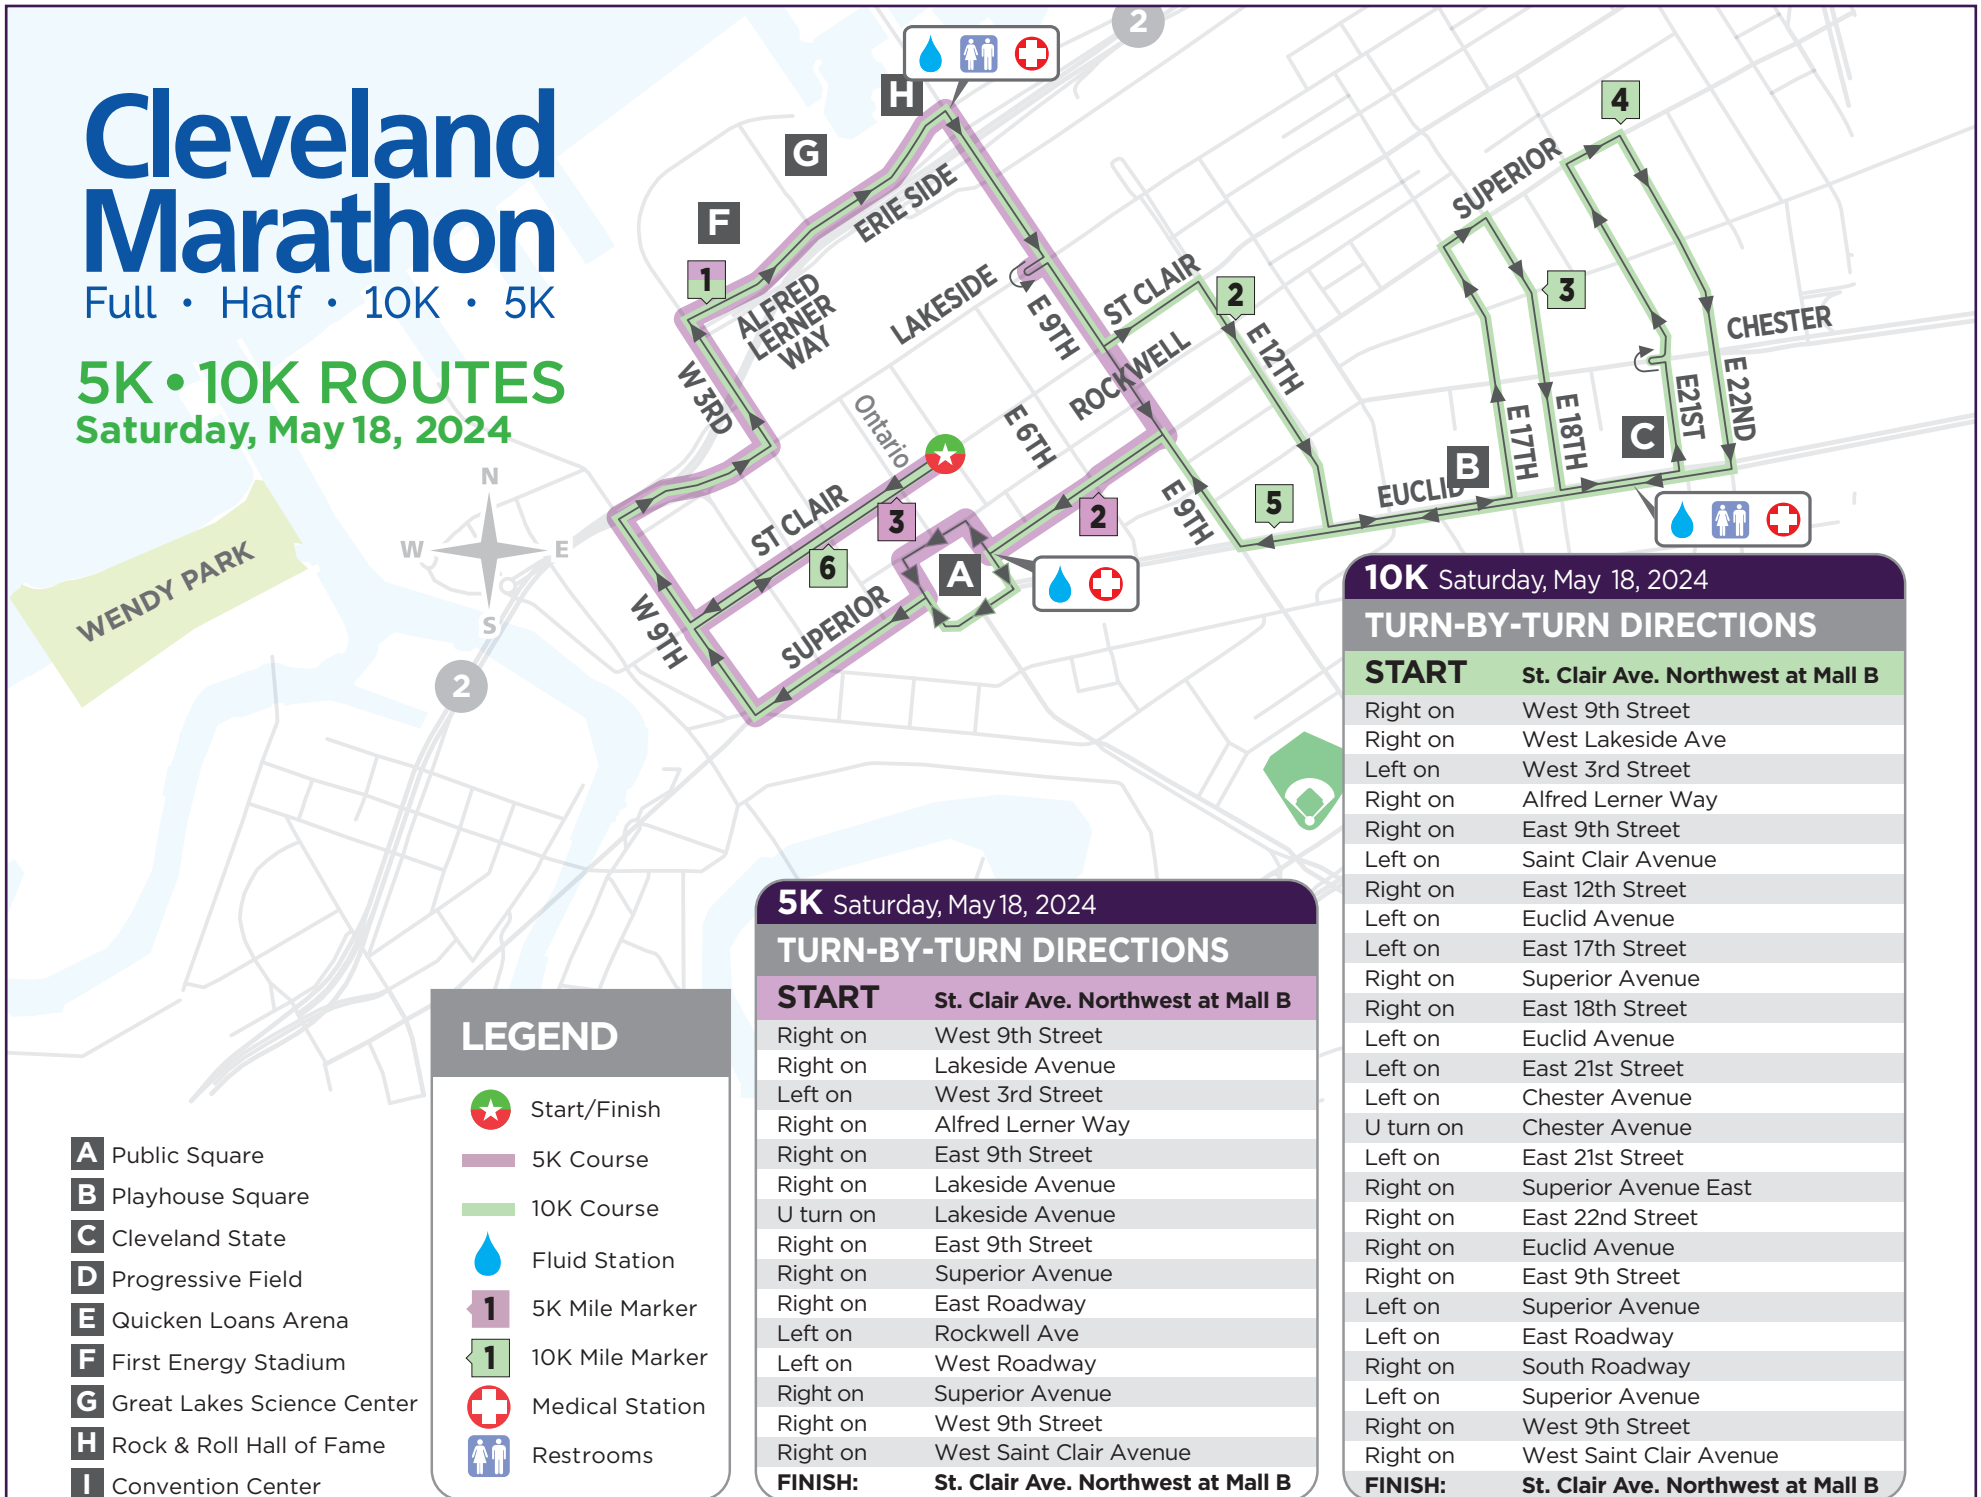 Cleveland
Marathon
Full • Half • 10K • 5K
5K • 10K ROUTES
Saturday, May 18, 2024
2
H
G
F
1
ERIE SIDE
ALFRED
LERNER
WAY
LAKESIDE
W 3RD
Ontario
E 9TH
ST CLAIR
ROCKWELL
2
E 12TH
E 6TH
SUPERIOR
4
3
CHESTER
E 22ND
E21ST
C
E 18TH
E 17TH
B
EUCLID
5
E 9TH
2
3
ST CLAIR
6
A
SUPERIOR
W 9TH
N
W
E
S
WENDY PARK
2
10K Saturday, May 18, 2024
TURN-BY-TURN DIRECTIONS
START St. Clair Ave. Northwest at Mall B
Right on West 9th Street
Right on West Lakeside Ave
Left on West 3rd Street
Right on Alfred Lerner Way
Right on East 9th Street
Left on Saint Clair Avenue
Right on East 12th Street
Left on Euclid Avenue
Left on East 17th Street
Right on Superior Avenue
Right on East 18th Street
Left on Euclid Avenue
Left on East 21st Street
Left on Chester Avenue
U turn on Chester Avenue
Left on East 21st Street
Right on Superior Avenue East
Right on East 22nd Street
Right on Euclid Avenue
Right on East 9th Street
Left on Superior Avenue
Left on East Roadway
Right on South Roadway
Left on Superior Avenue
Right on West 9th Street
Right on West Saint Clair Avenue
FINISH: St. Clair Ave. Northwest at Mall B
5K Saturday, May 18, 2024
TURN-BY-TURN DIRECTIONS
START St. Clair Ave. Northwest at Mall B
Right on West 9th Street
Right on Lakeside Avenue
Left on West 3rd Street
Right on Alfred Lerner Way
Right on East 9th Street
Right on Lakeside Avenue
U turn on Lakeside Avenue
Right on East 9th Street
Right on Superior Avenue
Right on East Roadway
Left on Rockwell Ave
Left on West Roadway
Right on Superior Avenue
Right on West 9th Street
Right on West Saint Clair Avenue
FINISH: St. Clair Ave. Northwest at Mall B
LEGEND
Start/Finish
5K Course
10K Course
Fluid Station
1 5K Mile Marker
1 10K Mile Marker
Medical Station
Restrooms
A Public Square
B Playhouse Square
C Cleveland State
D Progressive Field
E Quicken Loans Arena
F First Energy Stadium
G Great Lakes Science Center
H Rock & Roll Hall of Fame
I Convention Center